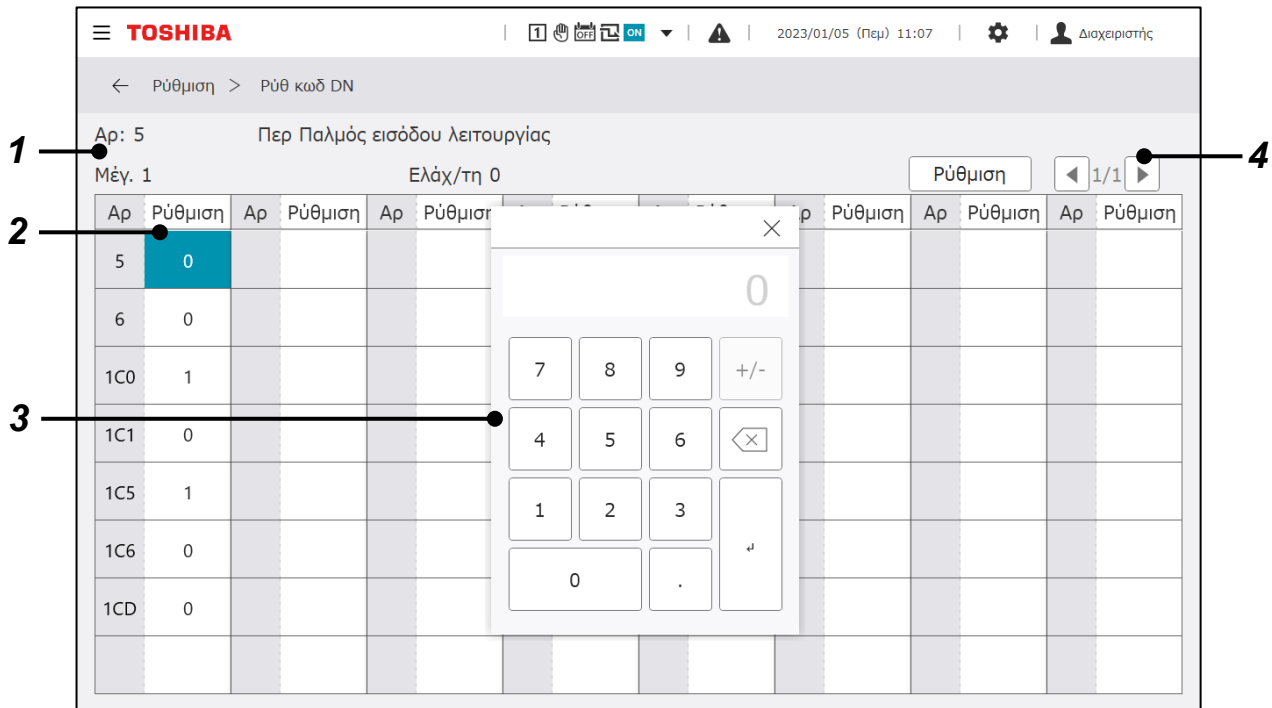 TOSHIBA 1 OFF ON 2023/01/05 (Πεμ) 11:07 Διαχειριστής
Ρύθμιση > Ρύθ κωδ DN
1 Αρ: 5 Περ Παλμός εισόδου λειτουργίας
Μέγ. 1 Ελάχ/τη 0 Ρύθμιση 1/1 4
Αρ Ρύθμιση Αρ Ρύθμιση Αρ Ρύθμιση Αρ Ρύθμιση Αρ Ρύθμιση Αρ Ρύθμιση
2
5 0
0
6 0
7 8 9 +/-
1C0 1
3
4 5 6
1C1 0
1C5 1
1 2 3
1C6 0
0 .
1CD 0